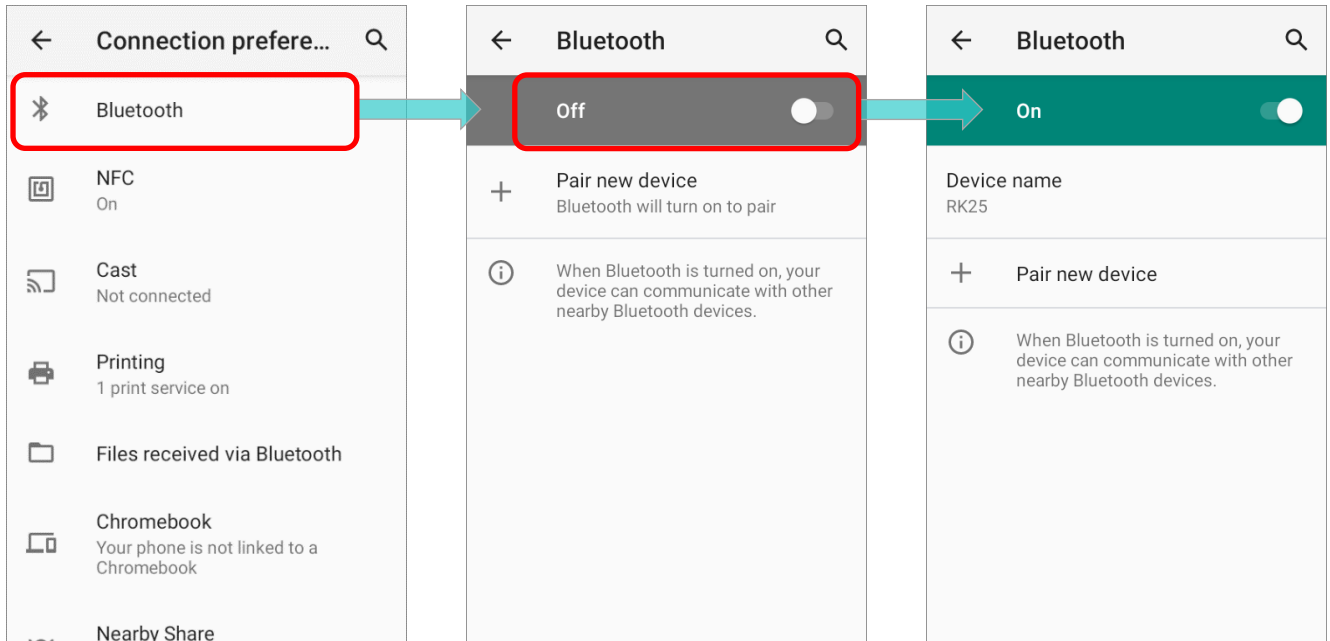 Connection prefere...
Bluetooth
NFC
On
Cast
Not connected
Printing
1 print service on
Files received via Bluetooth
Chromebook
Your phone is not linked to a
Chromebook
Nearby Share
Bluetooth
Off
Pair new device
Bluetooth will turn on to pair
When Bluetooth is turned on, your
device can communicate with other
nearby Bluetooth devices.
Bluetooth
On
Device name
RK25
Pair new device
When Bluetooth is turned on, your
device can communicate with other
nearby Bluetooth devices.